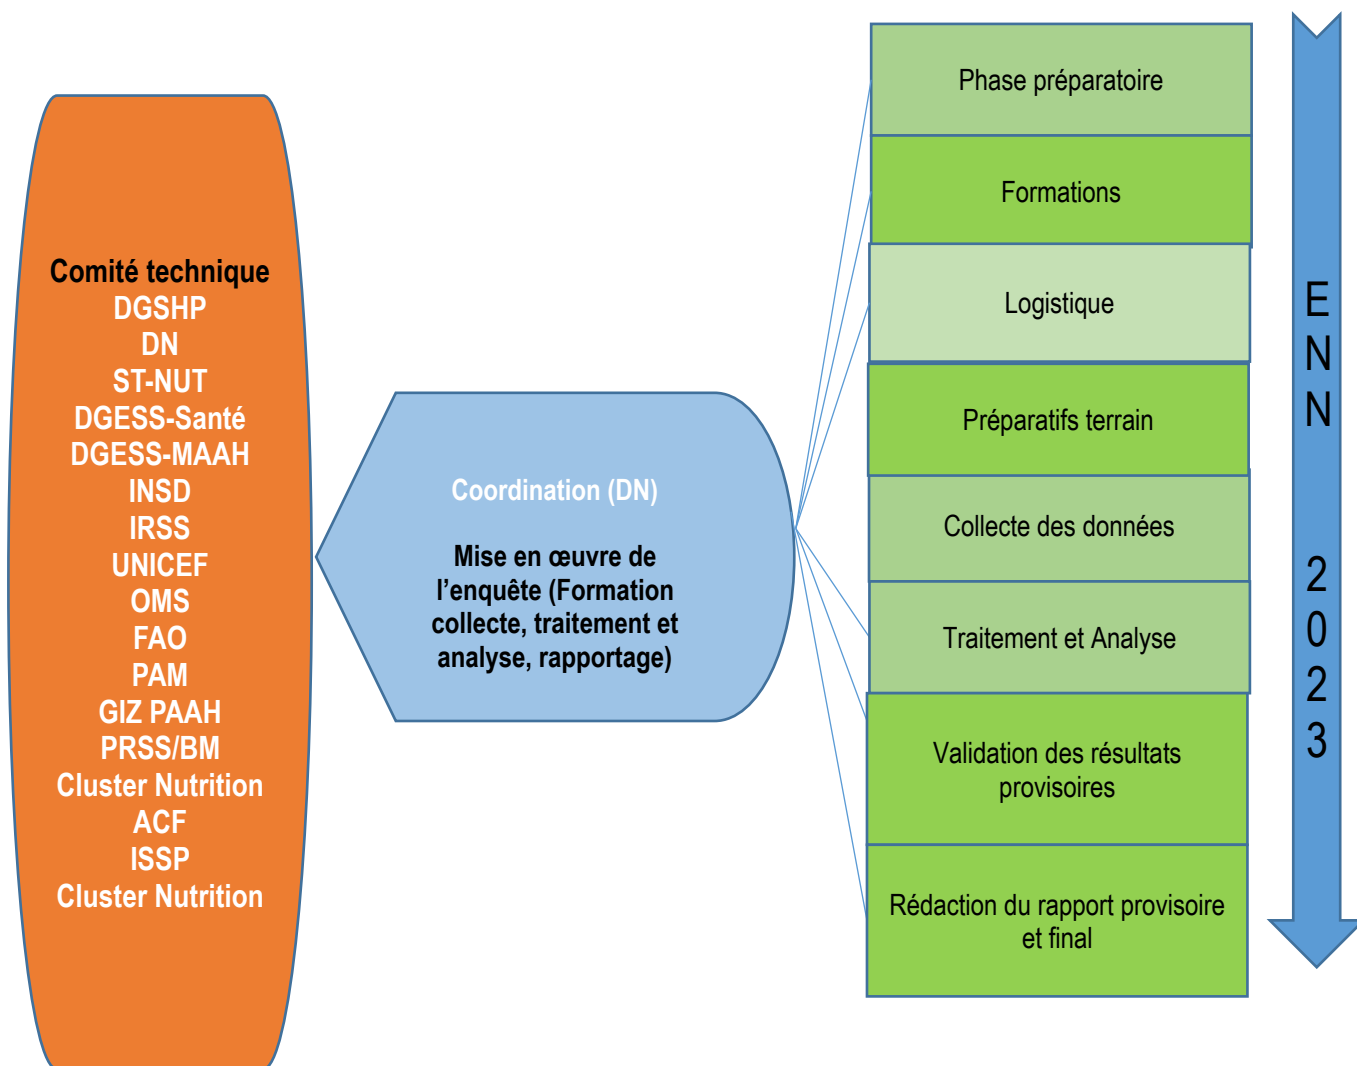 Comité technique
DGSHP
DN
ST-NUT
DGESS-Santé
DGESS-MAAH
INSD
IRSS
UNICEF
OMS
FAO
PAM
GIZ PAAH
PRSS/BM
Cluster Nutrition
ACF
ISSP
Cluster Nutrition
Coordination (DN)
Mise en œuvre de
l’enquête (Formation
collecte, traitement et
analyse, rapportage)
Phase préparatoire
Formations
Logistique
Préparatifs terrain
Collecte des données
Traitement et Analyse
Validation des résultats
provisoires
Rédaction du rapport provisoire
et final
E
N
N
2
0
2
3